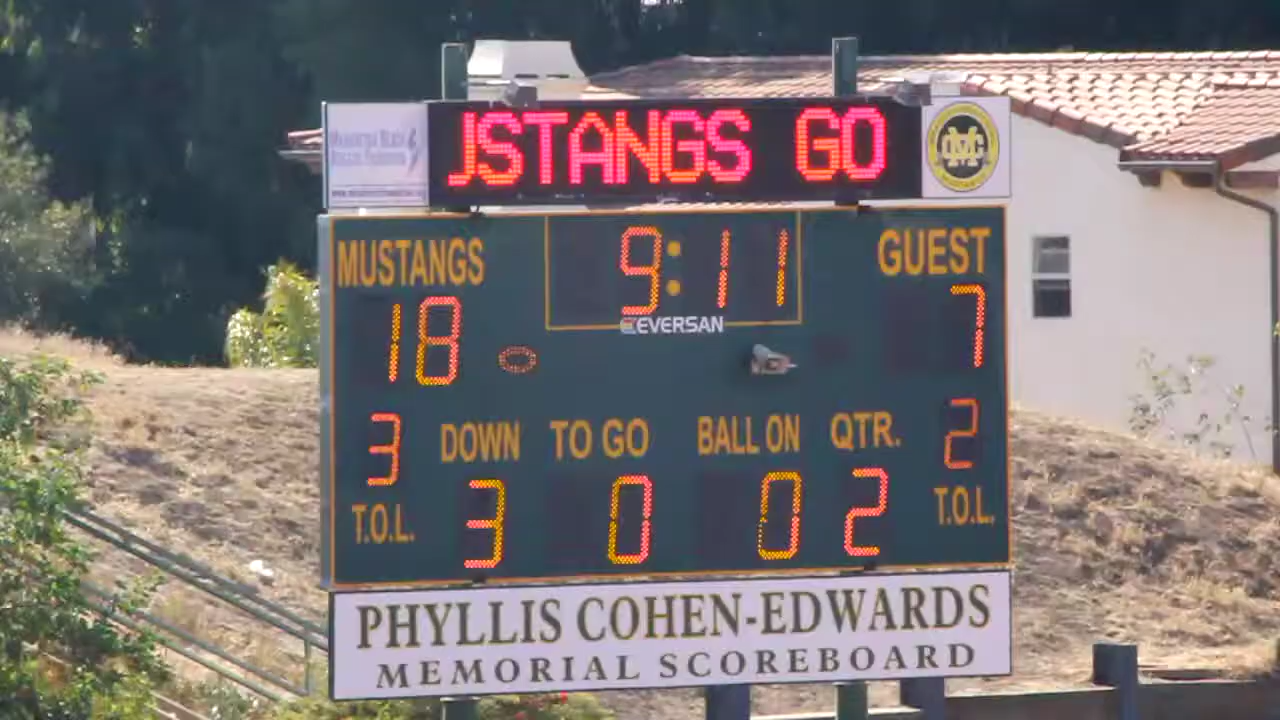 JSTANGS GO
MUSTANGS 9:11 GUEST
18 EVERSAN 7
3 DOWN TO GO BALL ON QTR. 2
T.O.L. 3 0 0 2 T.O.L.
PHYLLIS COHEN-EDWARDS
MEMORIAL SCOREBOARD